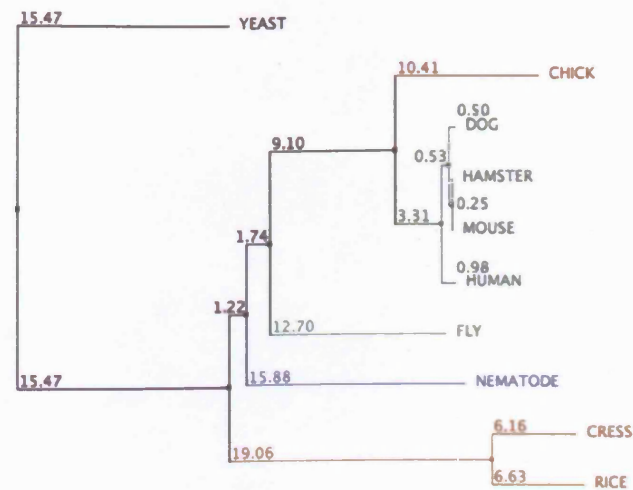 15.47 YEAST
10.41 CHICK
0.50
DOG
9.10
0.53
HAMSTER
0.25
3.31 MOUSE
1.74
0.98
HUMAN
1.22
12.70 FLY
15.47 15.88 NEMATODE
6.16 CRESS
19.06
6.63 RICE